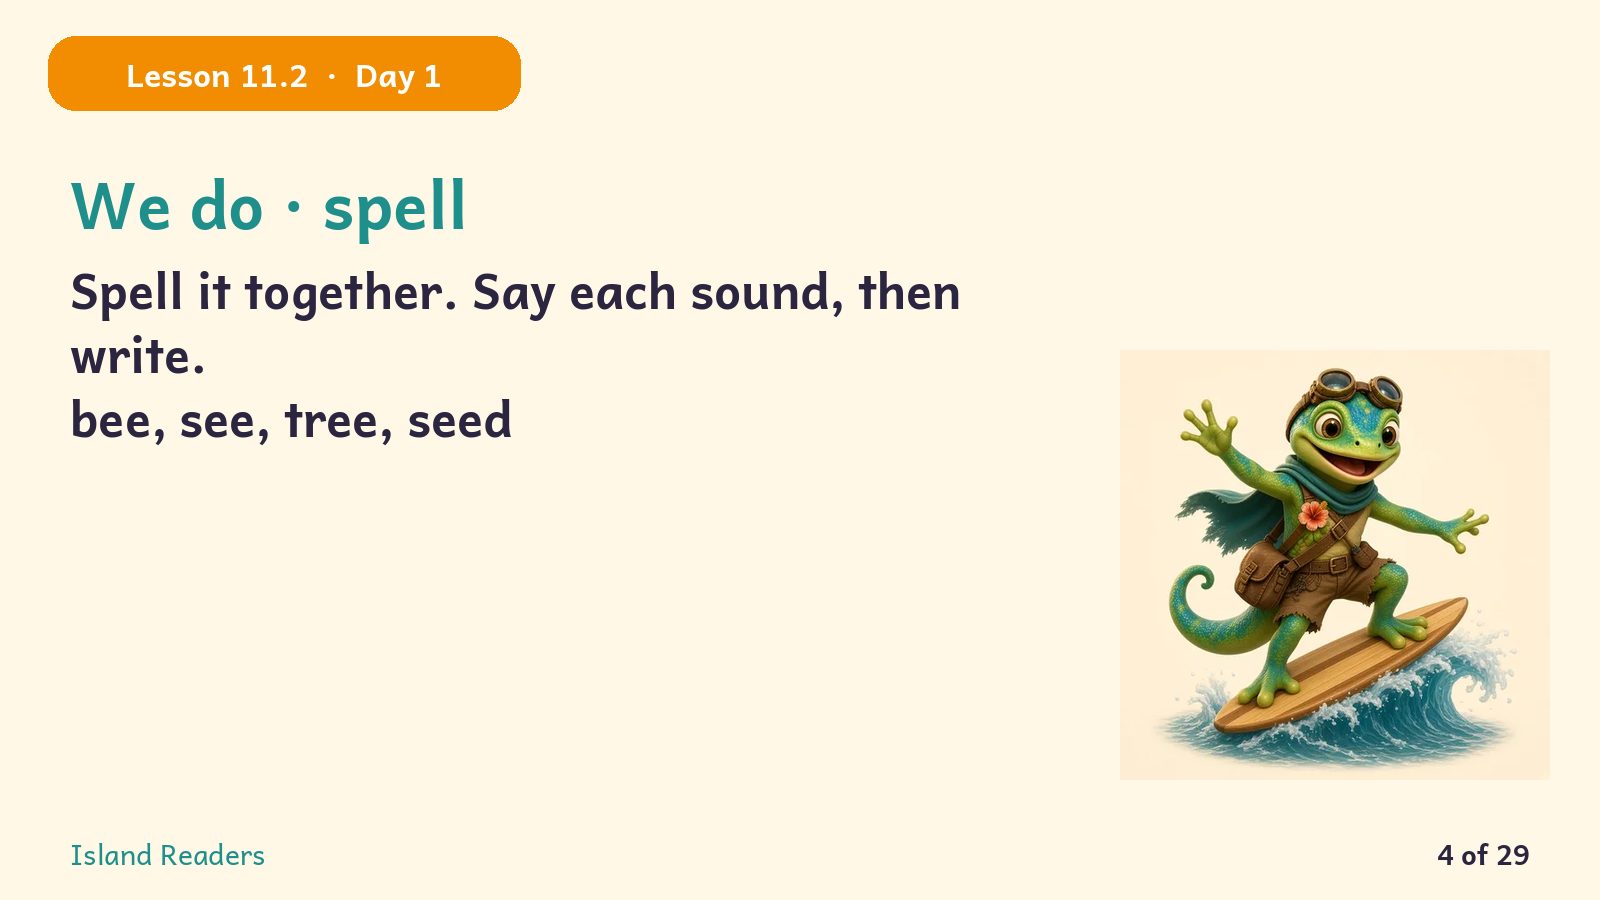 Lesson 11.2 · Day 1
We do · spell
Spell it together. Say each sound, then
write.
bee, see, tree, seed
Island Readers
4 of 29